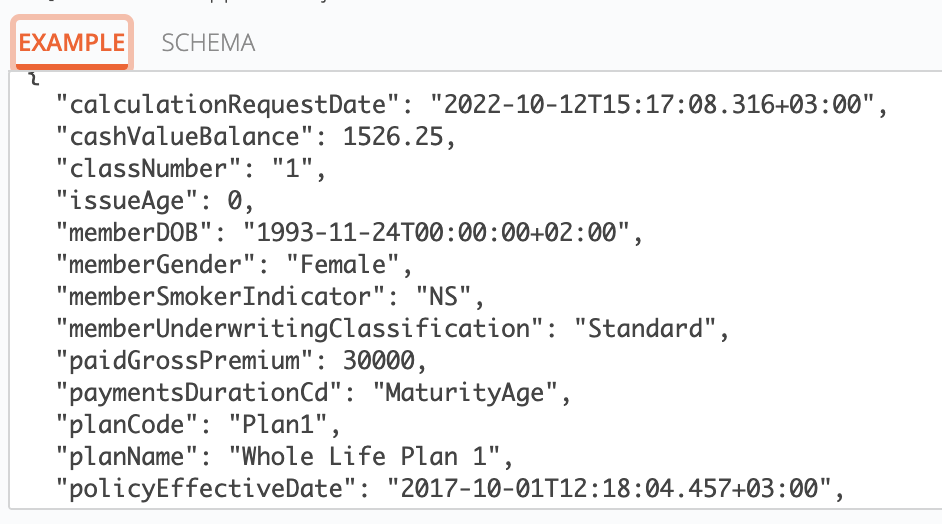 EXAMPLE SCHEMA
{
"calculationRequestDate": "2022-10-12T15:17:08.316+03:00",
"cashValueBalance": 1526.25,
"classNumber": "1",
"issueAge": 0,
"memberDOB": "1993-11-24T00:00:00+02:00",
"memberGender": "Female",
"memberSmokerIndicator": "NS",
"memberUnderwritingClassification": "Standard",
"paidGrossPremium": 30000,
"paymentsDurationCd": "MaturityAge",
"planCode": "Plan1",
"planName": "Whole Life Plan 1",
"policyEffectiveDate": "2017-10-01T12:18:04.457+03:00",